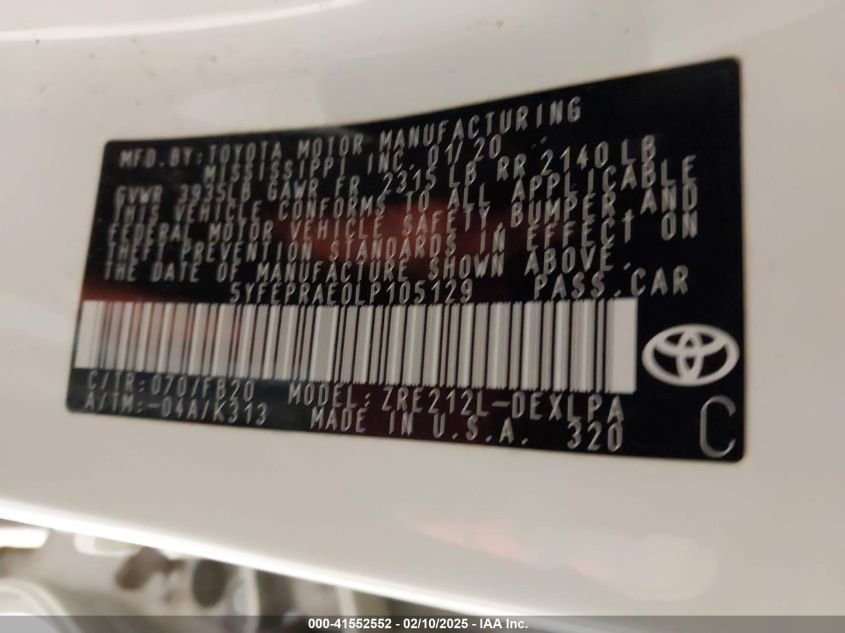 MFD.BY:TOYOTA MOTOR MANUFACTURING
MISSISSIPPI, INC. 01/20
GVWR 3935LB GAWR FR 2315 LB RR 2140LB
THIS VEHICLE CONFORMS TO ALL APPLICABLE
FEDERAL MOTOR VEHICLE SAFETY,BUMPER,AND
THEFT PREVENTION STANDARDS IN EFFECT ON
THE DATE OF MANUFACTURE SHOWN ABOVE.
5YFEPRAE0LP105129 PASS.CAR
C/TR:070/FB20 MODEL:ZRE212L-DEXLPA
A/TM:-04A/K313 MADE IN U.S.A. 320
C
000-41552552 — 02/10/2025 — IAA Inc.